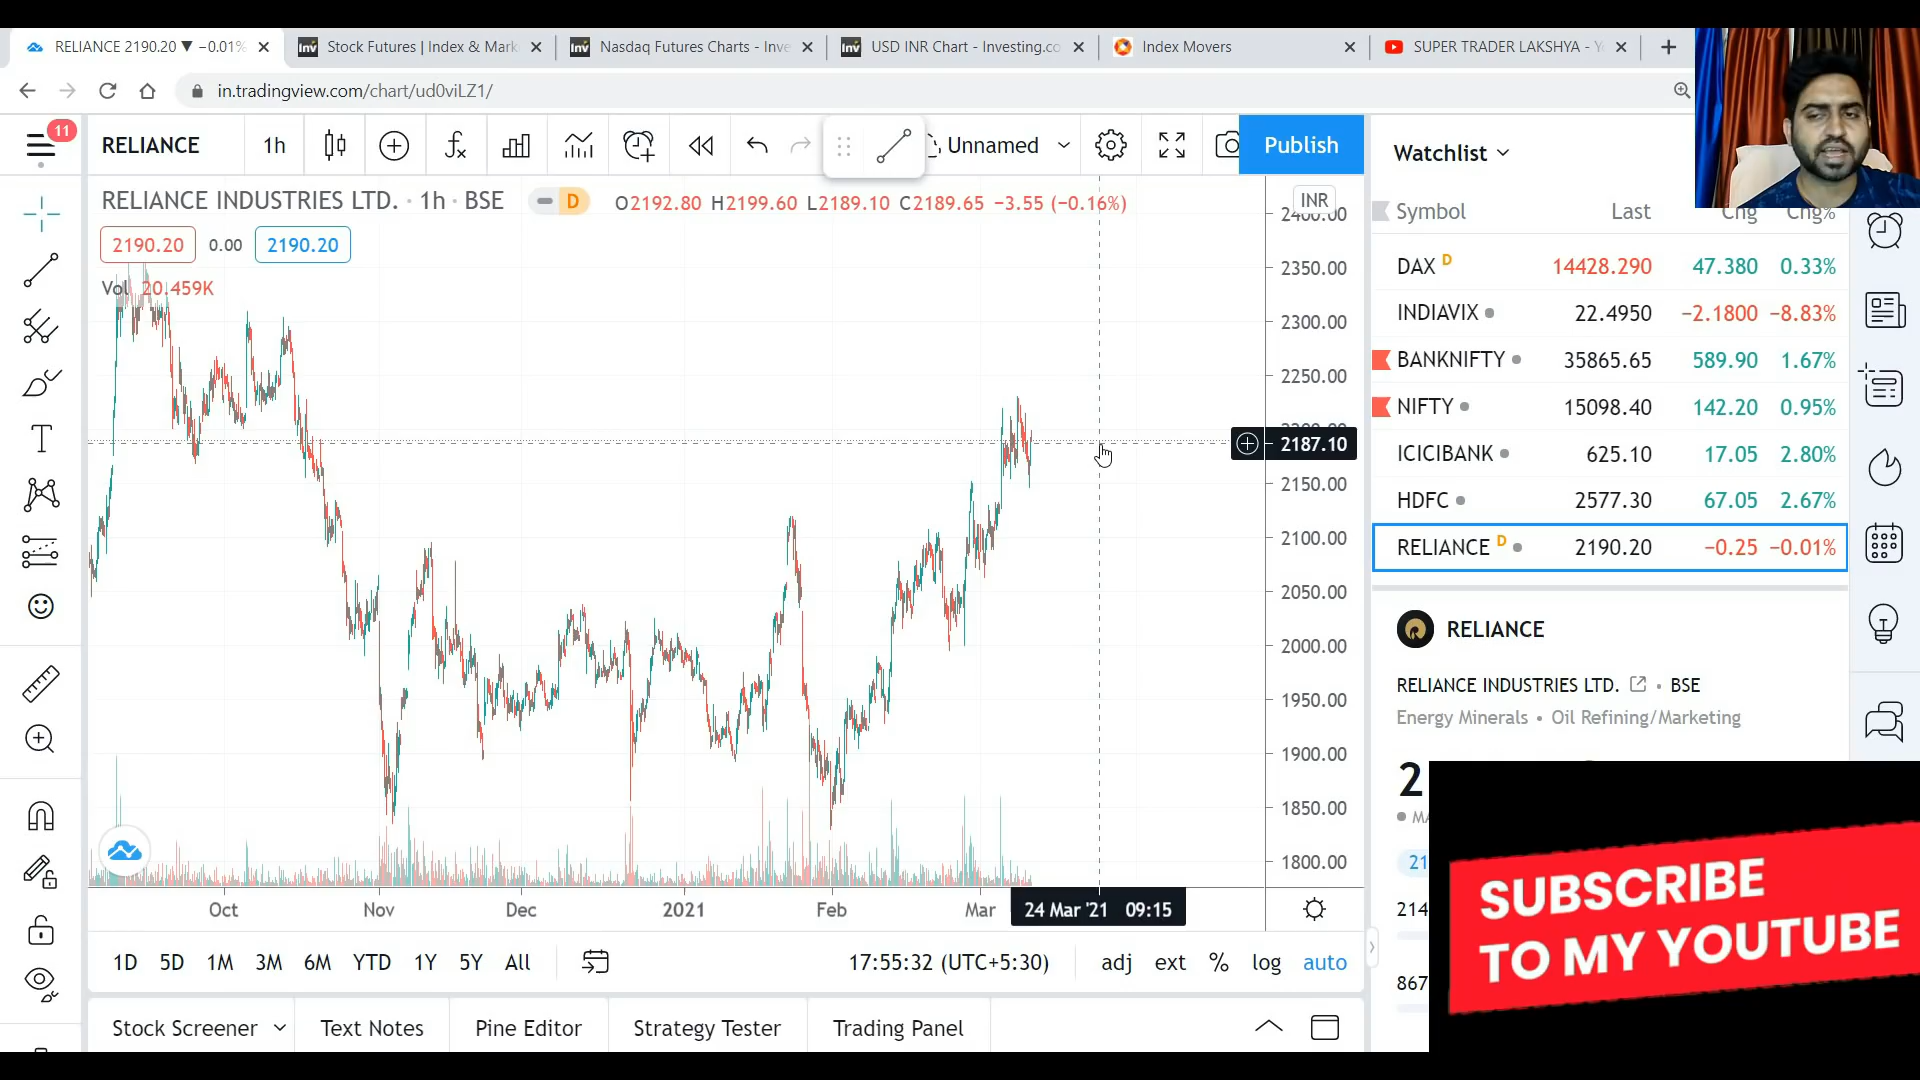 RELIANCE 2190.20 ▼ −0.01%
Stock Futures | Index & Mark
Nasdaq Futures Charts - Inve
USD INR Chart - Investing.co
Index Movers
SUPER TRADER LAKSHYA - Y
in.tradingview.com/chart/ud0viLZ1/
11
RELIANCE
1h
Unnamed
Publish
Watchlist
RELIANCE INDUSTRIES LTD. · 1h · BSE
D
O2192.80 H2199.60 L2189.10 C2189.65 −3.55 (−0.16%)
INR
2190.20
0.00
2190.20
Vol 20.459K
2400.00
2350.00
2300.00
2250.00
2187.10
2150.00
2100.00
2050.00
2000.00
1950.00
1900.00
1850.00
1800.00
Oct
Nov
Dec
2021
Feb
Mar
24 Mar '21 09:15
1D 5D 1M 3M 6M YTD 1Y 5Y All
17:55:32 (UTC+5:30)
adj ext % log auto
Stock Screener
Text Notes
Pine Editor
Strategy Tester
Trading Panel
Symbol Last Chg Chg%
DAX D 14428.290 47.380 0.33%
INDIAVIX 22.4950 −2.1800 −8.83%
BANKNIFTY 35865.65 589.90 1.67%
NIFTY 15098.40 142.20 0.95%
ICICIBANK 625.10 17.05 2.80%
HDFC 2577.30 67.05 2.67%
RELIANCE D 2190.20 −0.25 −0.01%
RELIANCE
RELIANCE INDUSTRIES LTD. · BSE
Energy Minerals • Oil Refining/Marketing
2
21
214
867
SUBSCRIBE
TO MY YOUTUBE